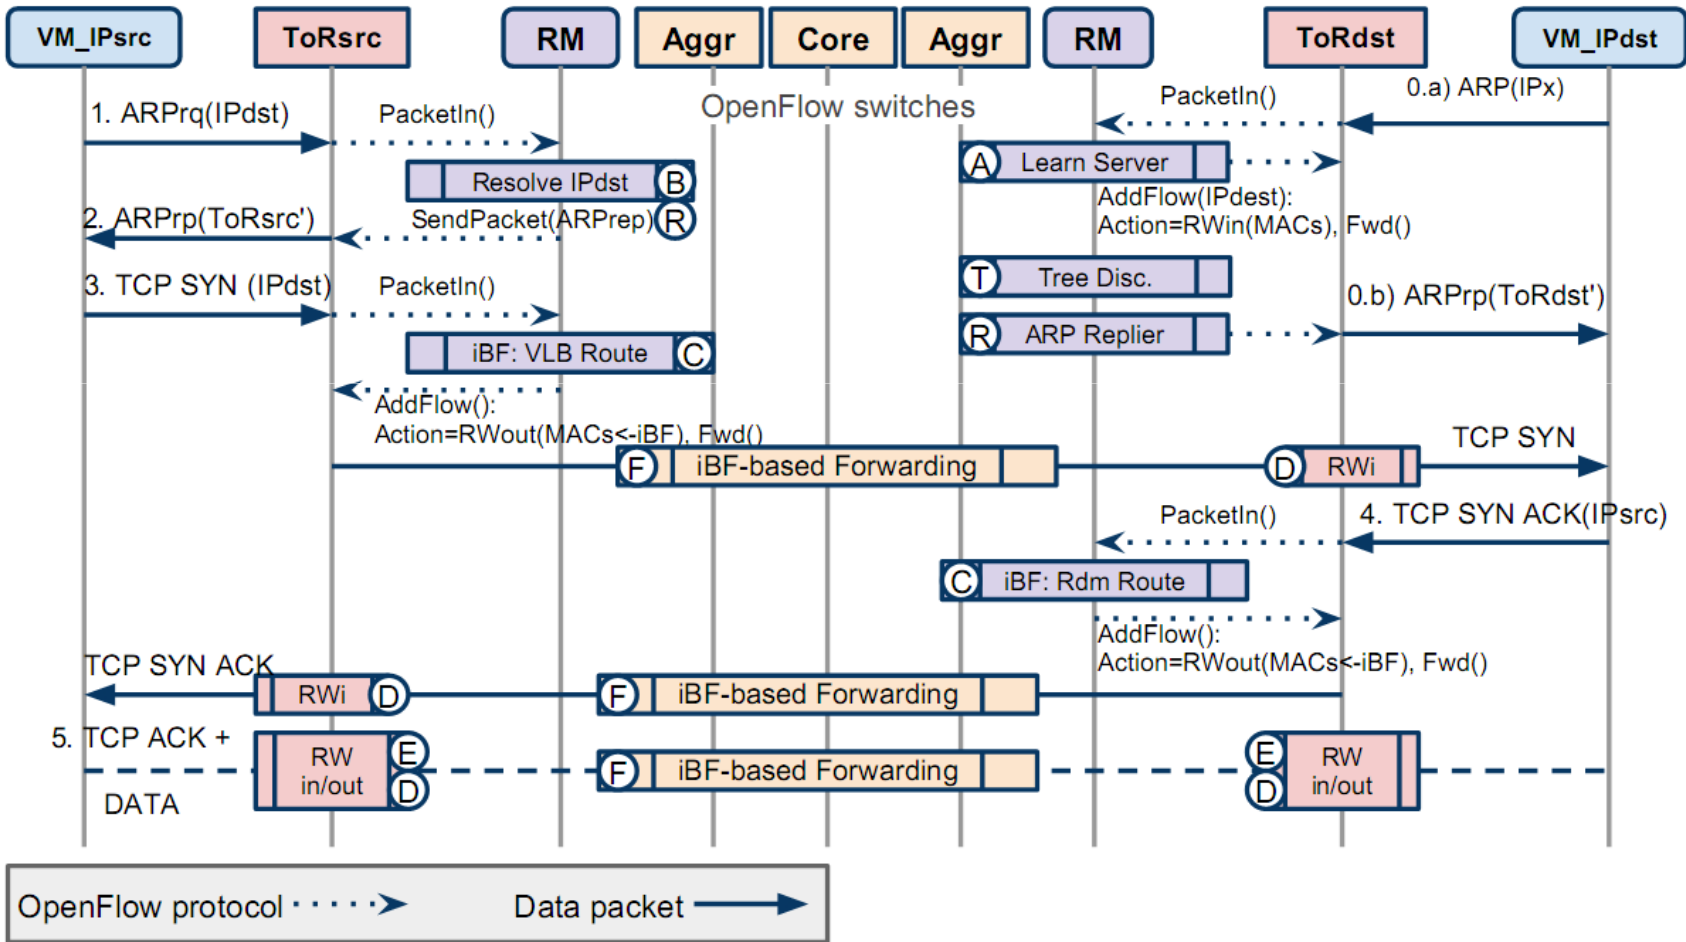 VM_IPsrc ToRsrc RM Aggr Core Aggr RM ToRdst VM_IPdst
OpenFlow switches
1. ARPrq(IPdst) PacketIn() PacketIn() 0.a) ARP(IPx)
Resolve IPdst B A Learn Server
2. ARPrp(ToRsrc') SendPacket(ARPrep) R AddFlow(IPdest):
Action=RWin(MACs), Fwd()
3. TCP SYN (IPdst) PacketIn() T Tree Disc. 0.b) ARPrp(ToRdst')
iBF: VLB Route C R ARP Replier
AddFlow():
Action=RWout(MACs<-iBF), Fwd()
F iBF-based Forwarding D RWi TCP SYN
PacketIn() 4. TCP SYN ACK(IPsrc)
C iBF: Rdm Route
AddFlow():
Action=RWout(MACs<-iBF), Fwd()
TCP SYN ACK RWi D F iBF-based Forwarding
5. TCP ACK + RW in/out E D F iBF-based Forwarding E D RW in/out
DATA
OpenFlow protocol Data packet